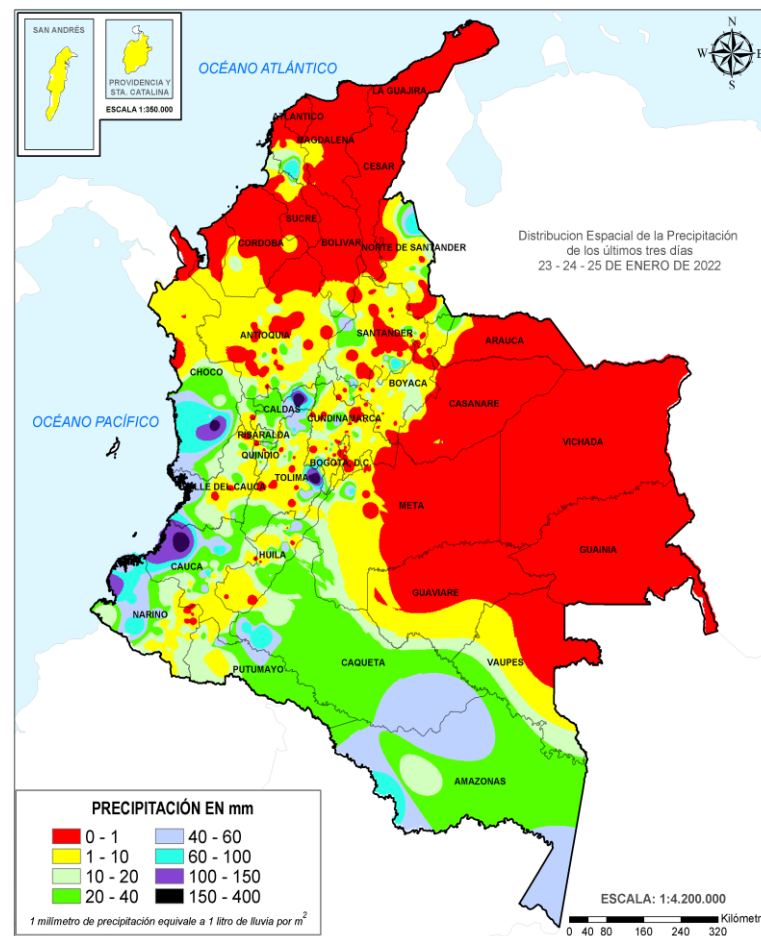 SAN ANDRÉS
PROVIDENCIA Y
STA. CATALINA
ESCALA 1:350.000
OCÉANO ATLÁNTICO
N
W E
S
LA GUAJIRA
ATLANTICO
MAGDALENA
CESAR
SUCRE
CORDOBA
BOLIVAR
NORTE DE SANTANDER
Distribucion Espacial de la Precipitación
de los últimos tres días
23 - 24 - 25 DE ENERO DE 2022
ANTIOQUIA
SANTANDER
ARAUCA
CHOCO
BOYACA
CASANARE
CALDAS
CUNDINAMARCA
OCÉANO PACÍFICO
RISARALDA
VICHADA
QUINDIO
BOGOTA, D.C.
TOLIMA
VALLE DEL CAUCA
META
GUAINIA
HUILA
CAUCA
GUAVIARE
NARINO
CAQUETA
VAUPES
PUTUMAYO
AMAZONAS
PRECIPITACIÓN EN mm
0 - 1 40 - 60
1 - 10 60 - 100
10 - 20 100 - 150
20 - 40 150 - 400
1 milímetro de precipitación equivale a 1 litro de lluvia por m2
ESCALA: 1:4.200.000
Kilómet
0 40 80 160 240 320